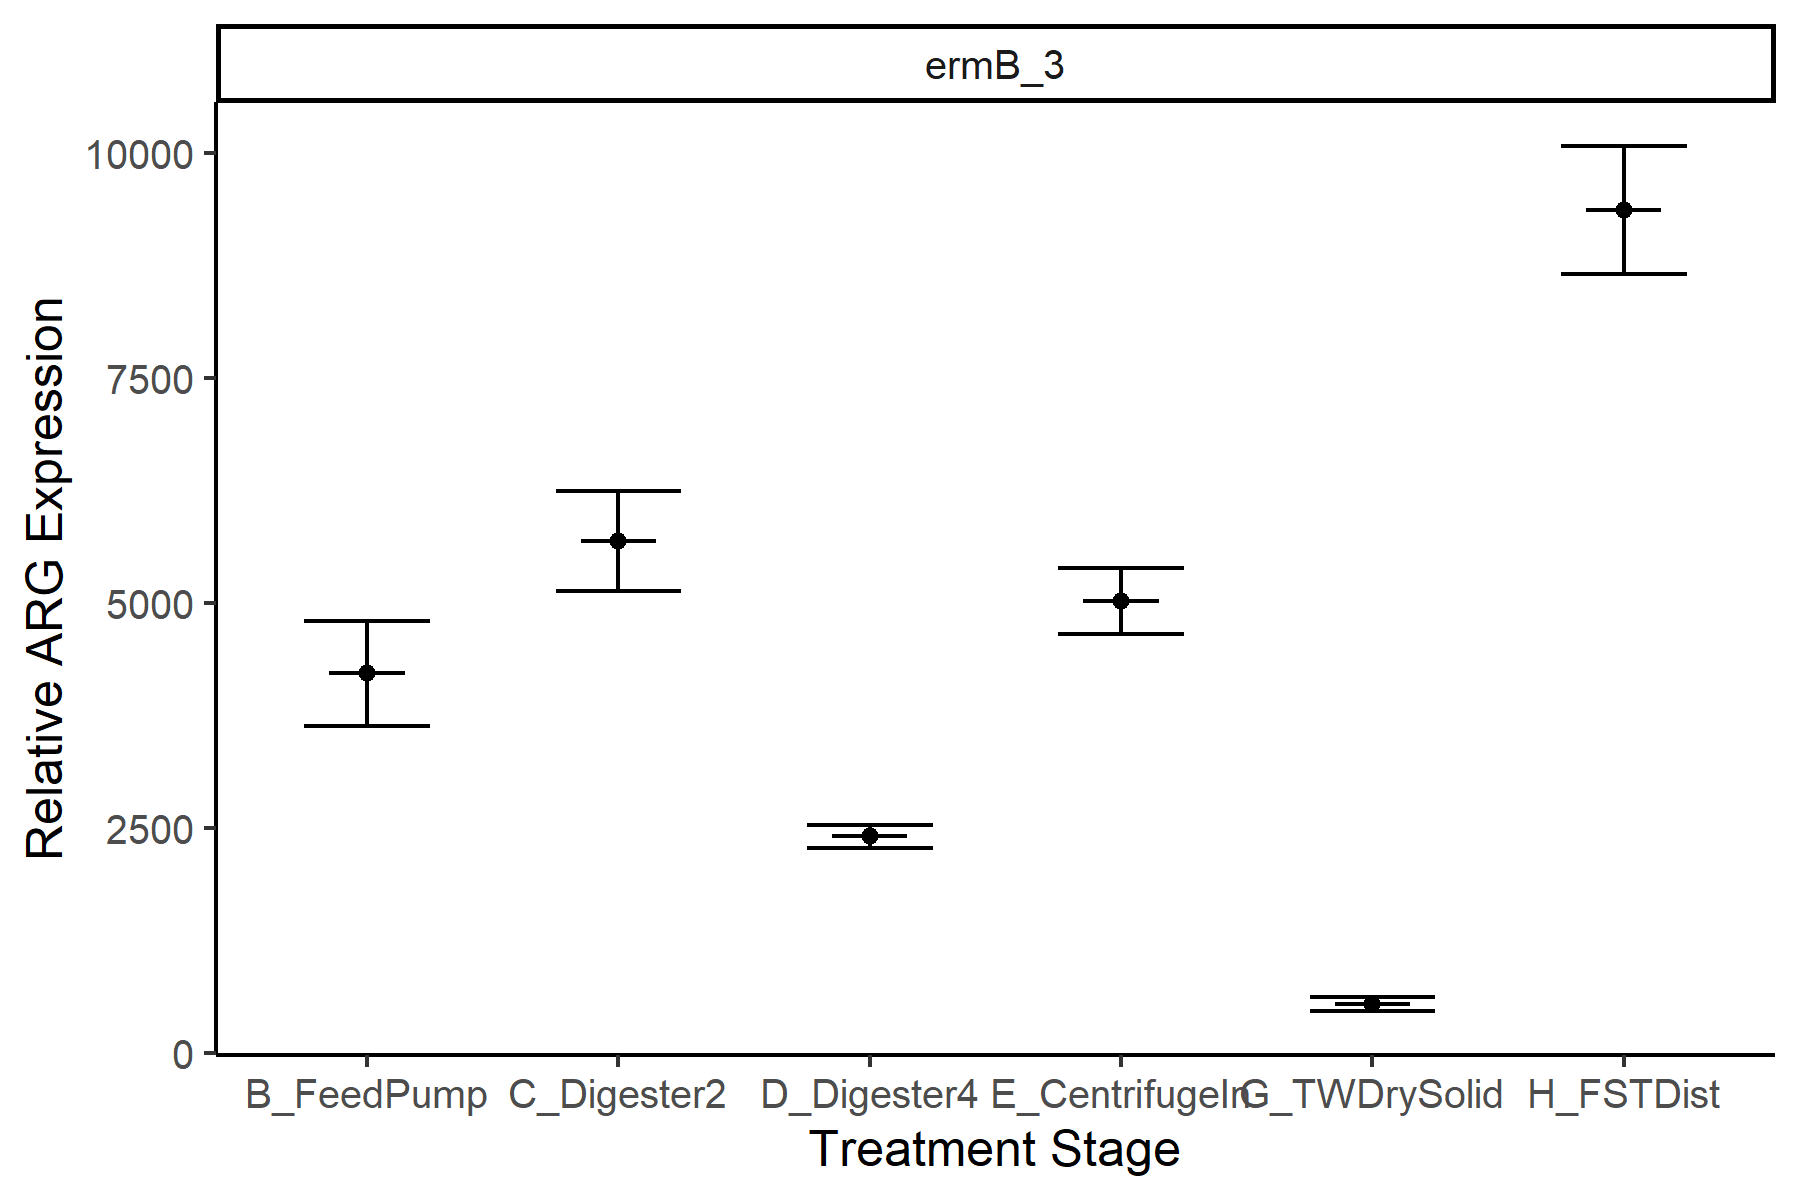 ermB_3
Relative ARG Expression
10000
7500
5000
2500
0
B_FeedPump C_Digester2 D_Digester4 E_CentrifugeIn G_TWDrySolid H_FSTDist
Treatment Stage